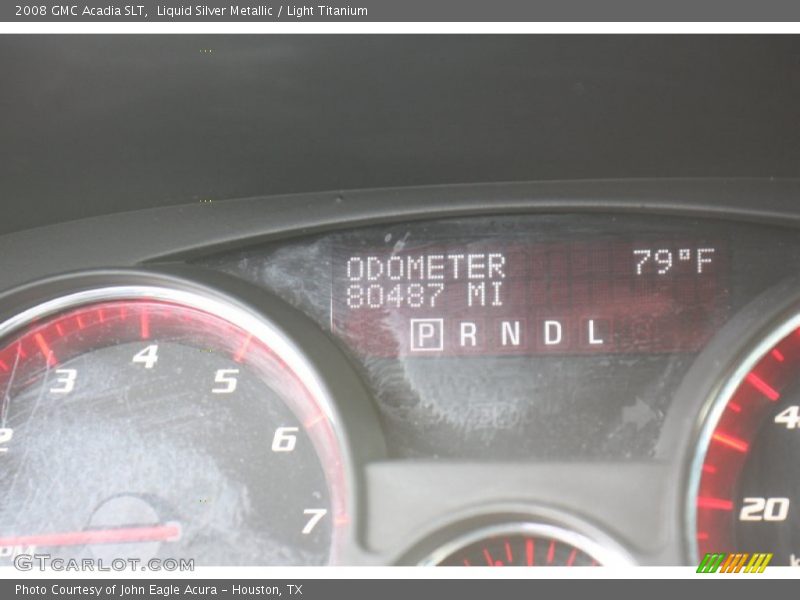 2008 GMC Acadia SLT, Liquid Silver Metallic / Light Titanium
ODOMETER 79°F
80487 MI
P R N D L
2 3 4 5 6 7
20
GTCARLOT.COM
Photo Courtesy of John Eagle Acura - Houston, TX